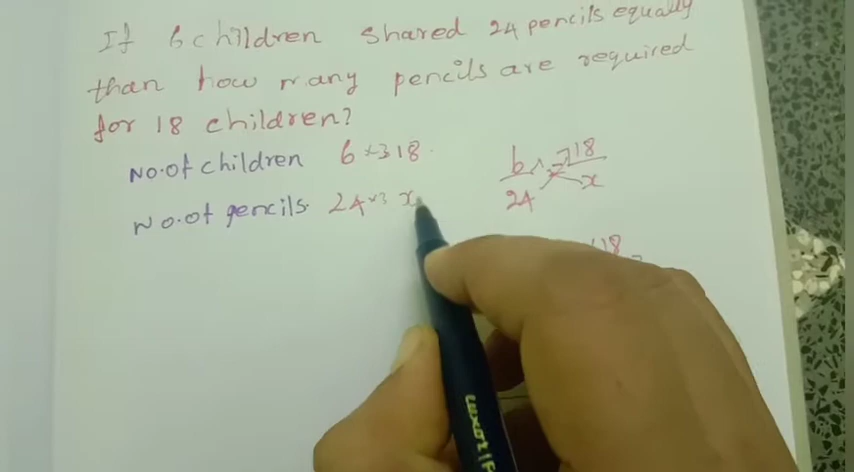 If 6 children shared 24 pencils equally
than how many pencils are required
for 18 children?
No.of children 6 ×3 18
No.of pencils 24 ×3 x
6/24 = 18/x
18